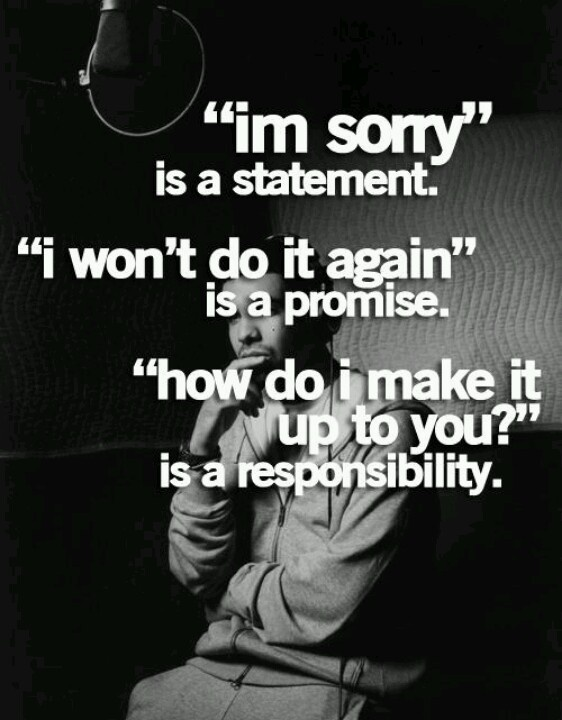 “im sorry”
is a statement.
“i won’t do it again”
is a promise.
“how do i make it
up to you?”
is a responsibility.